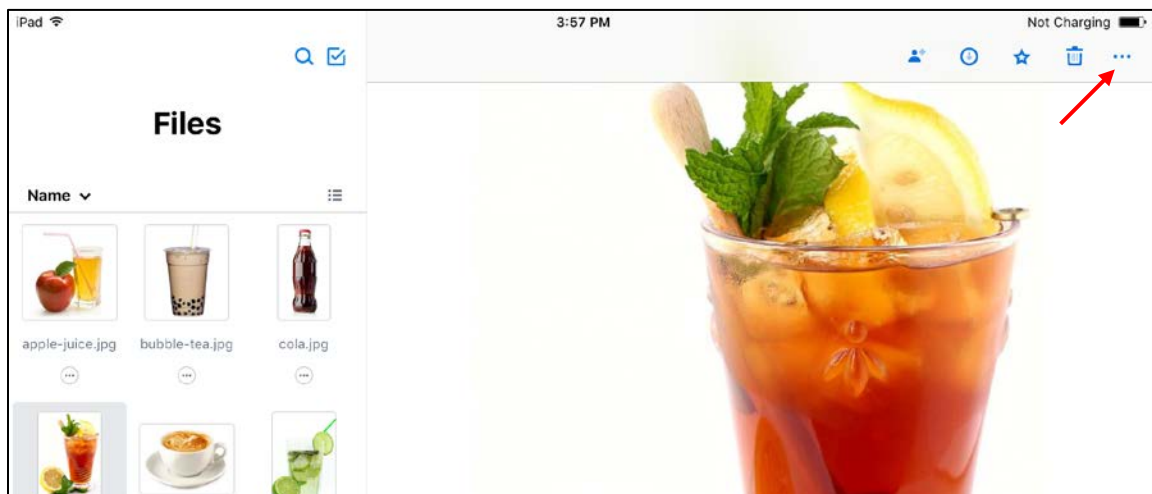 iPad
3:57 PM
Not Charging
Files
Name
apple-juice.jpg
bubble-tea.jpg
cola.jpg